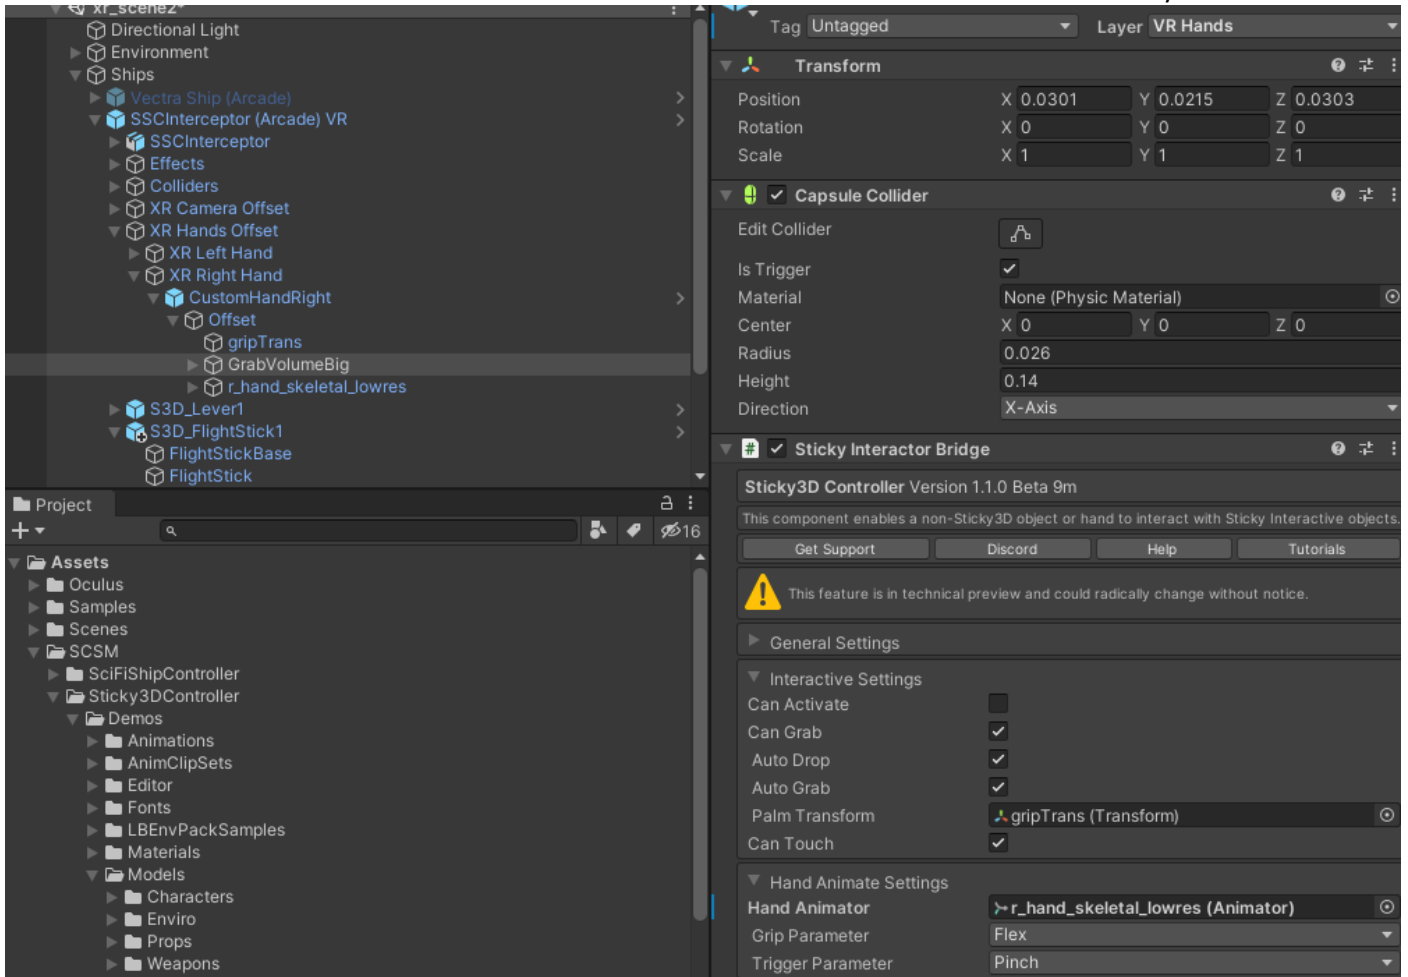 xr_scene2*
Directional Light
Environment
Ships
Vectra Ship (Arcade)
SSCInterceptor (Arcade) VR
SSCInterceptor
Effects
Colliders
XR Camera Offset
XR Hands Offset
XR Left Hand
XR Right Hand
CustomHandRight
Offset
gripTrans
GrabVolumeBig
r_hand_skeletal_lowres
S3D_Lever1
S3D_FlightStick1
FlightStickBase
FlightStick
Project
16
Assets
Oculus
Samples
Scenes
SCSM
SciFiShipController
Sticky3DController
Demos
Animations
AnimClipSets
Editor
Fonts
LBEnvPackSamples
Materials
Models
Characters
Enviro
Props
Weapons
Tag Untagged Layer VR Hands
Transform
Position X 0.0301 Y 0.0215 Z 0.0303
Rotation X 0 Y 0 Z 0
Scale X 1 Y 1 Z 1
Capsule Collider
Edit Collider
Is Trigger
Material None (Physic Material)
Center X 0 Y 0 Z 0
Radius 0.026
Height 0.14
Direction X-Axis
# Sticky Interactor Bridge
Sticky3D Controller Version 1.1.0 Beta 9m
This component enables a non-Sticky3D object or hand to interact with Sticky Interactive objects.
Get Support Discord Help Tutorials
This feature is in technical preview and could radically change without notice.
General Settings
Interactive Settings
Can Activate
Can Grab
Auto Drop
Auto Grab
Palm Transform gripTrans (Transform)
Can Touch
Hand Animate Settings
Hand Animator r_hand_skeletal_lowres (Animator)
Grip Parameter Flex
Trigger Parameter Pinch